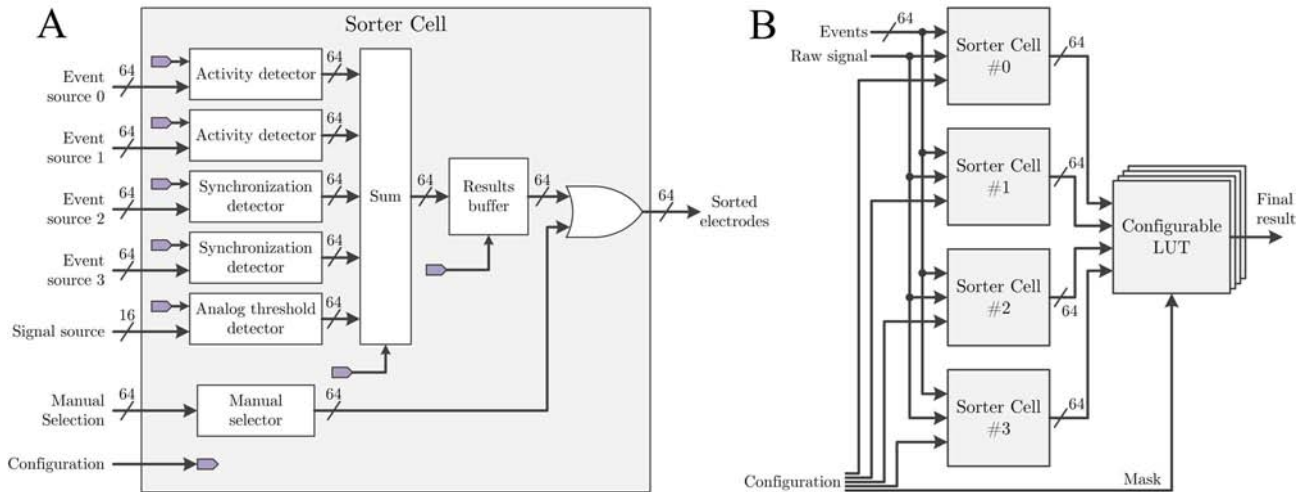 A
Sorter Cell
Event
source 0
64
Activity detector
64
Event
source 1
64
Activity detector
64
Event
source 2
64
Synchronization
detector
64
Event
source 3
64
Synchronization
detector
64
Signal source
16
Analog threshold
detector
64
Sum
64
Results
buffer
64
64
Sorted
electrodes
Manual
Selection
64
Manual
selector
64
Configuration
B
Events
64
Raw signal
Sorter Cell
#0
64
Sorter Cell
#1
64
Sorter Cell
#2
64
Sorter Cell
#3
64
Configurable
LUT
Final
result
Configuration
Mask